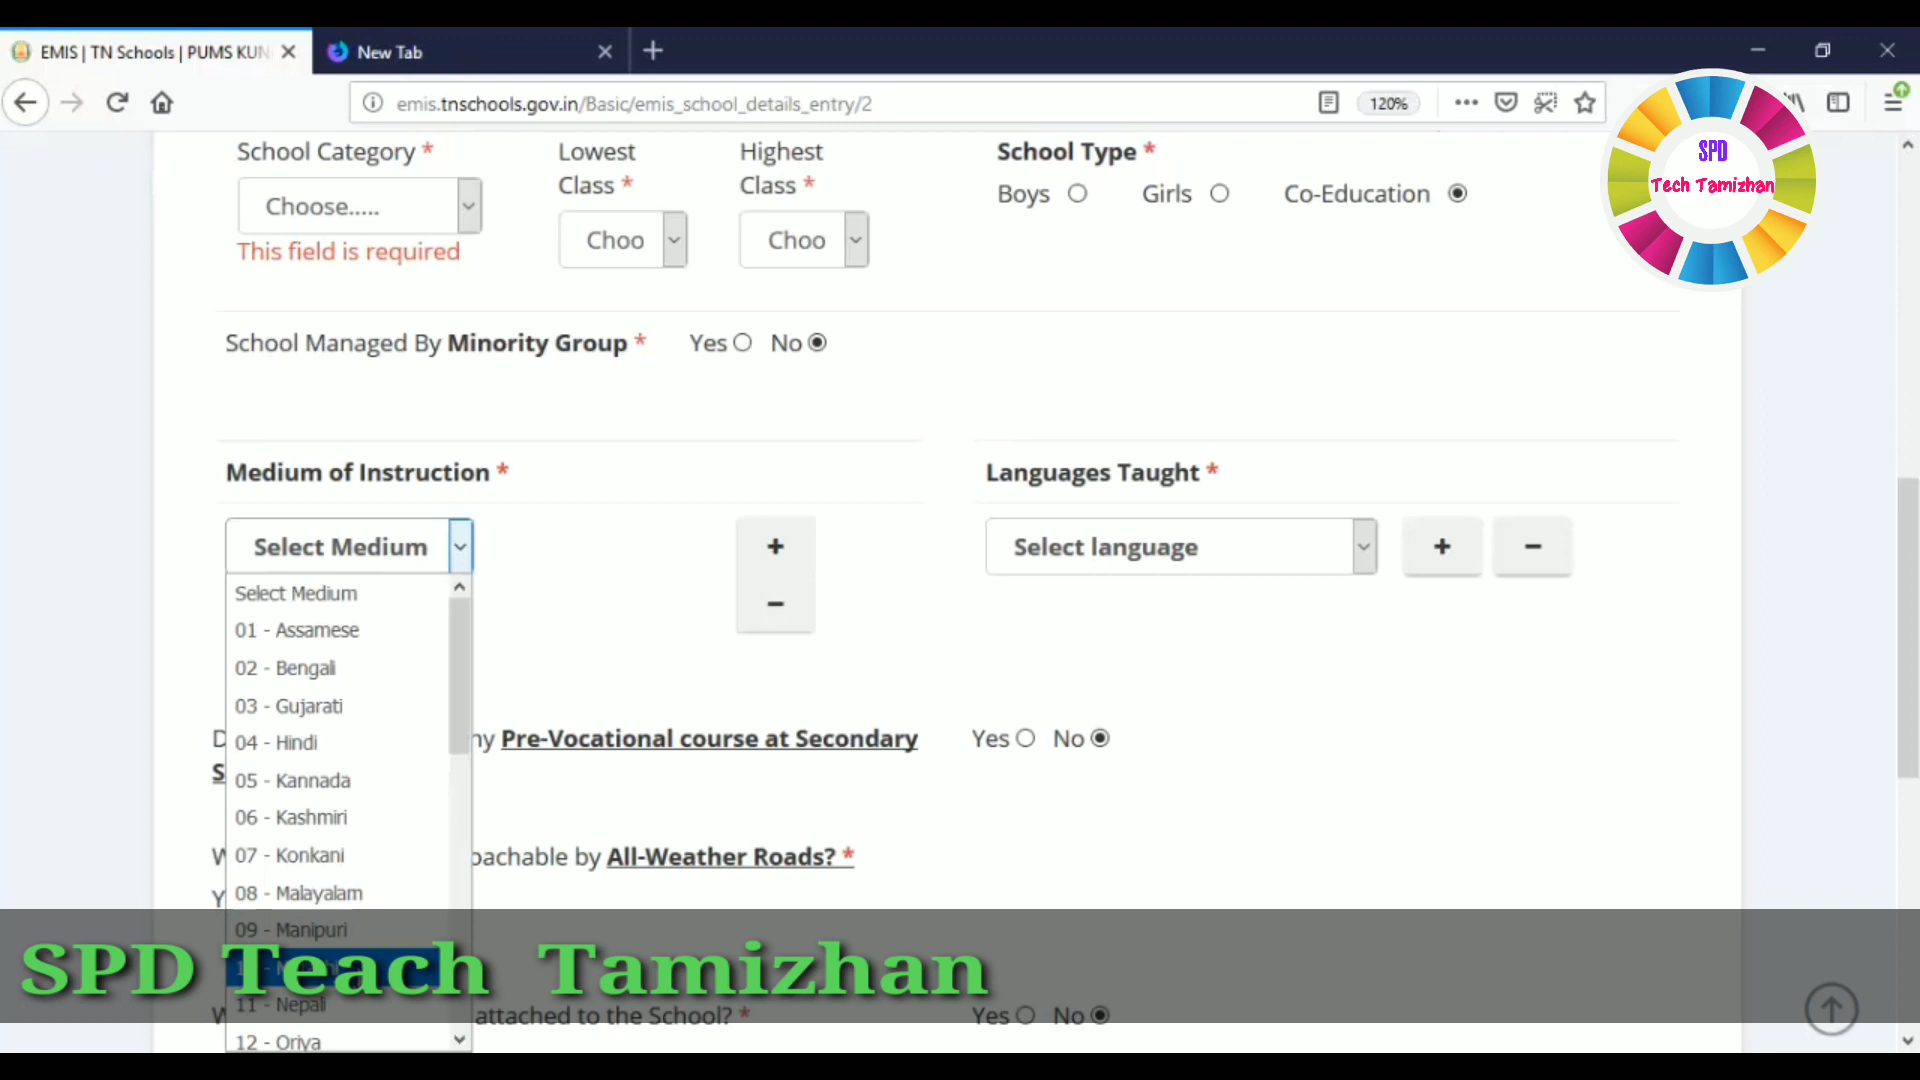 EMIS | TN Schools | PUMS KUN
New Tab
emis.tnschools.gov.in/Basic/emis_school_details_entry/2
120%
SPD
Tech Tamizhan
School Category *
Lowest Class *
Highest Class *
School Type *
Choose.....
Choo
Choo
Boys
Girls
Co-Education
This field is required
School Managed By Minority Group *
Yes
No
Medium of Instruction *
Languages Taught *
Select Medium
+
−
Select language
+
−
Select Medium
01 - Assamese
02 - Bengali
03 - Gujarati
04 - Hindi
05 - Kannada
06 - Kashmiri
07 - Konkani
08 - Malayalam
09 - Manipuri
11 - Nepali
12 - Oriya
Pre-Vocational course at Secondary
Yes
No
by All-Weather Roads? *
attached to the School? *
Yes
No
SPD Teach Tamizhan